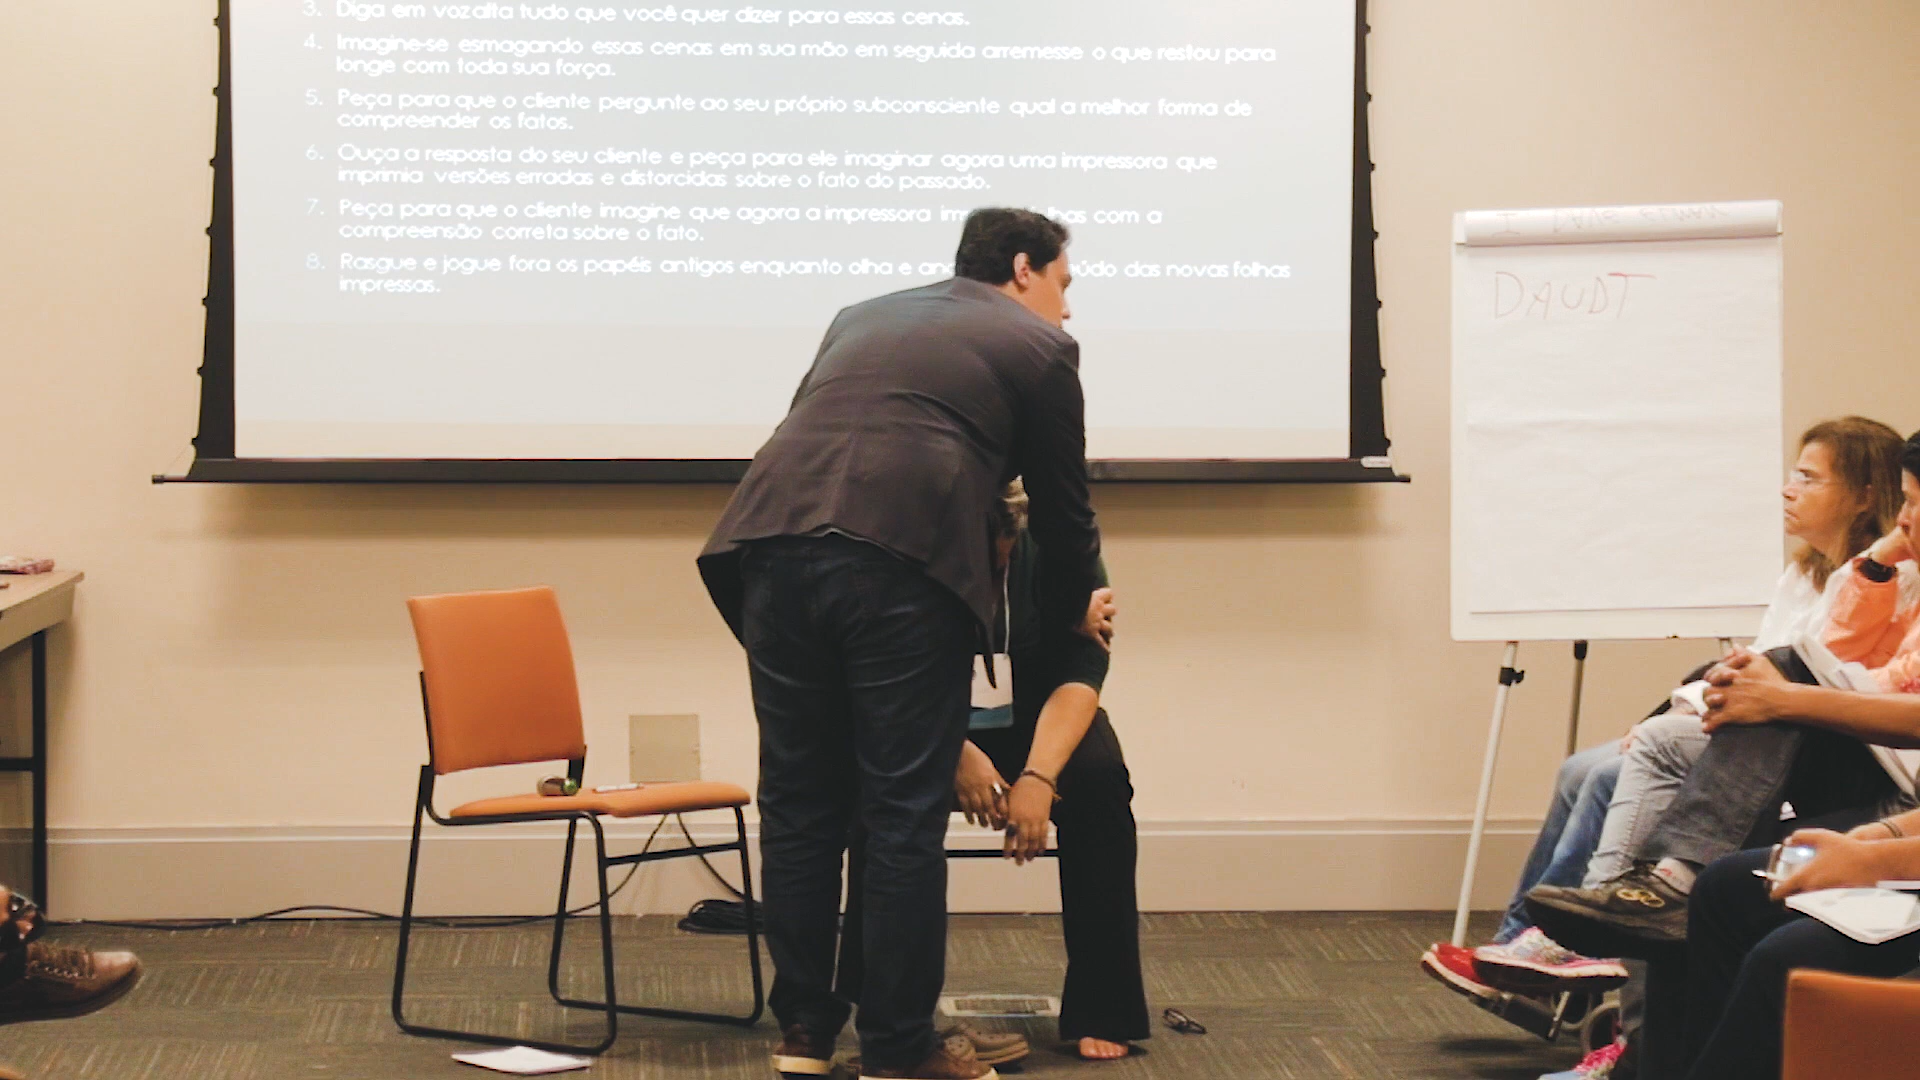 3. Diga em voz alta tudo que você quer dizer para essas cenas.
4. Imagine-se esmagando essas cenas em sua mão em seguida arremesse o que restou para
longe com toda sua força.
5. Peça para que o cliente pergunte ao seu próprio subconsciente qual a melhor forma de
compreender os fatos.
6. Ouça a resposta do seu cliente e peça para ele imaginar agora uma impressora que
imprimia versões erradas e distorcidas sobre o fato do passado.
7. Peça para que o cliente imagine que agora a impressora com a
compreensão correta sobre o fato.
8. Rasgue e jogue fora os papéis antigos enquanto olha e das novas folhas
impressas.
DAUDT